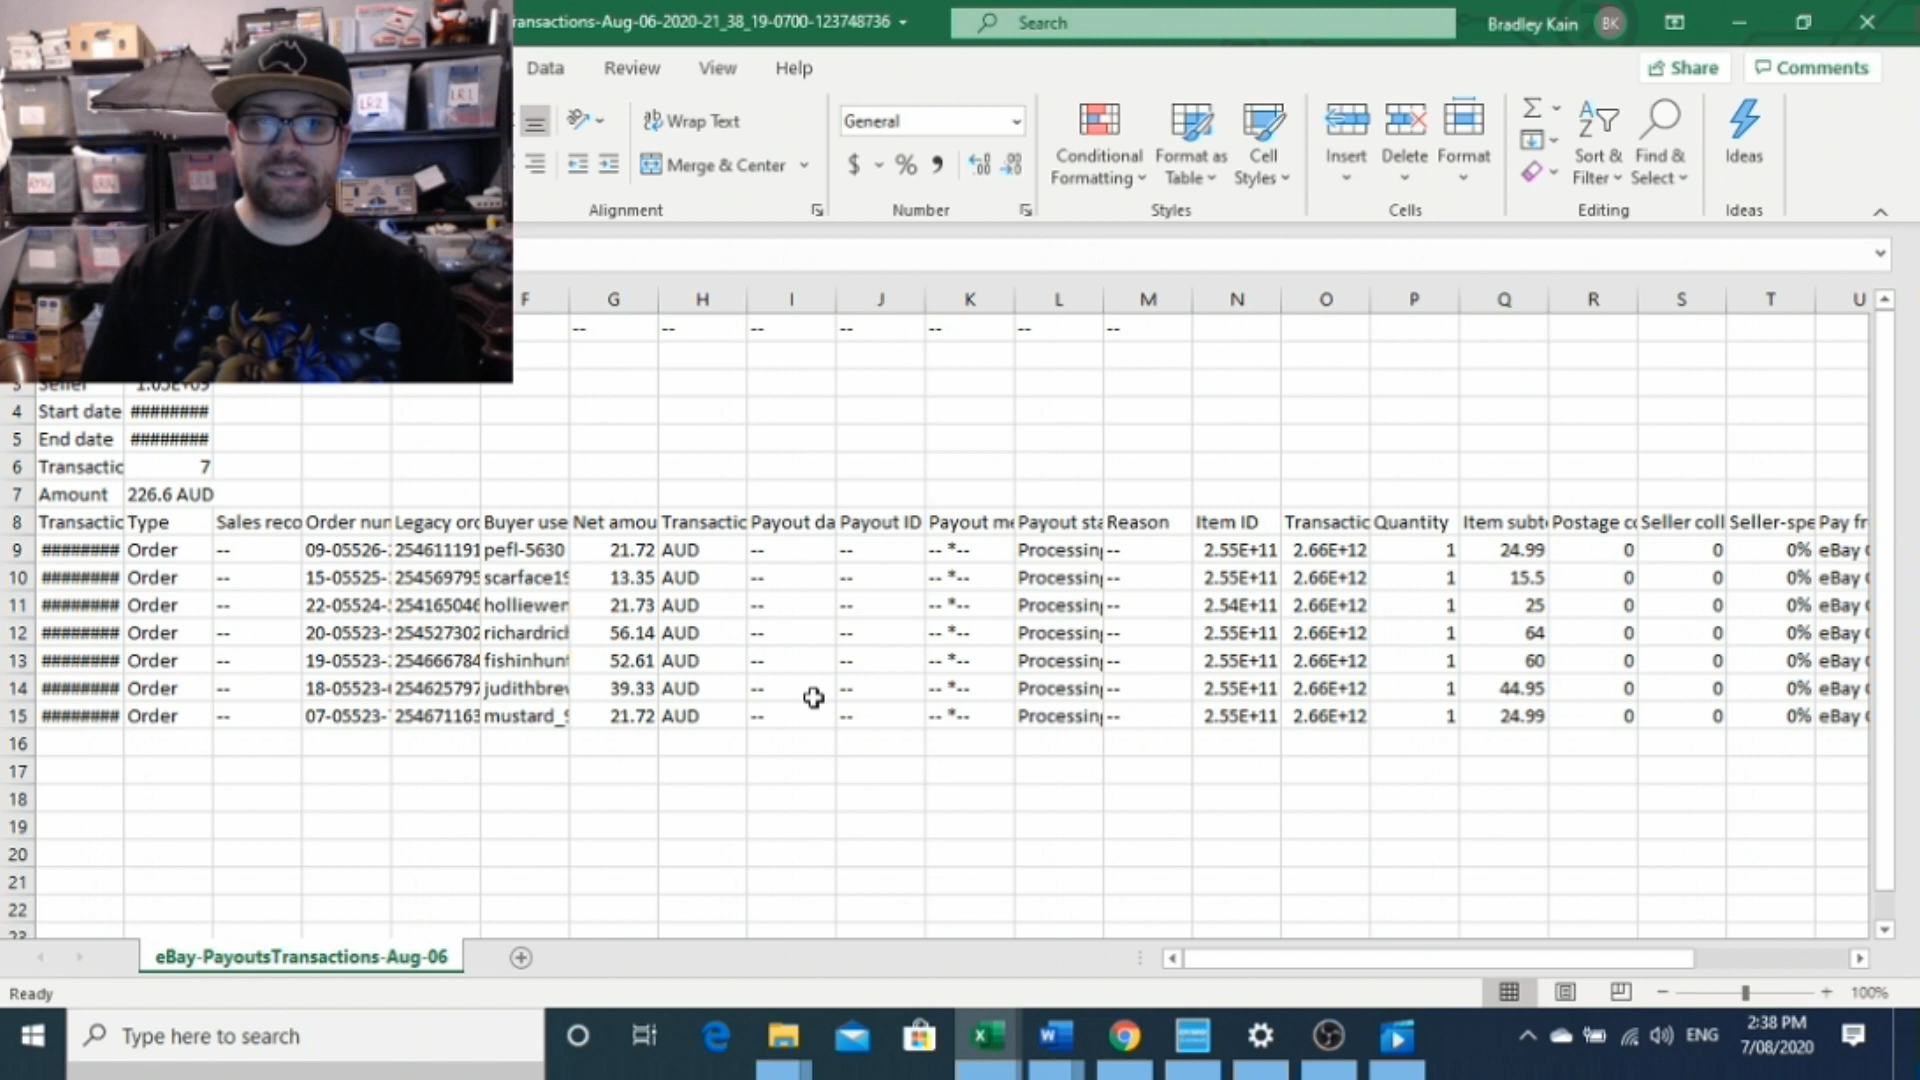 ransactions-Aug-06-2020-21_38_19-0700-123748736
Search
Bradley Kain
BK
Data Review View Help
Share
Comments
Wrap Text
General
Merge & Center
$ % ,
Conditional Formatting
Format as Table
Cell Styles
Insert
Delete
Format
Sort & Filter
Find & Select
Ideas
Alignment
Number
Styles
Cells
Editing
Ideas
LR2
LR1
F G H I J K L M N O P Q R S T U
-- -- -- -- -- -- --
3 Seller 1.05E+09
4 Start date ########
5 End date ########
6 Transactic 7
7 Amount 226.6 AUD
8 Transactic Type Sales reco Order nun Legacy orc Buyer use Net amou Transactic Payout da Payout ID Payout me Payout sta Reason Item ID Transactic Quantity Item subt Postage co Seller coll Seller-spe Pay fr
9 ######## Order -- 09-05526- 254611191 pefl-5630 21.72 AUD -- -- -- *-- Processin -- 2.55E+11 2.66E+12 1 24.99 0 0 0% eBay
10 ######## Order -- 15-05525- 254569795 scarface19 13.35 AUD -- -- -- *-- Processin -- 2.55E+11 2.66E+12 1 15.5 0 0 0% eBay
11 ######## Order -- 22-05524- 254165046 holliewer 21.73 AUD -- -- -- *-- Processin -- 2.54E+11 2.66E+12 1 25 0 0 0% eBay
12 ######## Order -- 20-05523- 254527302 richardrich 56.14 AUD -- -- -- *-- Processin -- 2.55E+11 2.66E+12 1 64 0 0 0% eBay
13 ######## Order -- 19-05523- 254666784 fishinhunt 52.61 AUD -- -- -- *-- Processin -- 2.55E+11 2.66E+12 1 60 0 0 0% eBay
14 ######## Order -- 18-05523- 254625797 judithbrev 39.33 AUD -- -- -- *-- Processin -- 2.55E+11 2.66E+12 1 44.95 0 0 0% eBay
15 ######## Order -- 07-05523- 254671163 mustard_ 21.72 AUD -- -- -- *-- Processin -- 2.55E+11 2.66E+12 1 24.99 0 0 0% eBay
16
17
18
19
20
21
22
23
eBay-PayoutsTransactions-Aug-06
Ready
100%
Type here to search
ENG
2:38 PM
7/08/2020